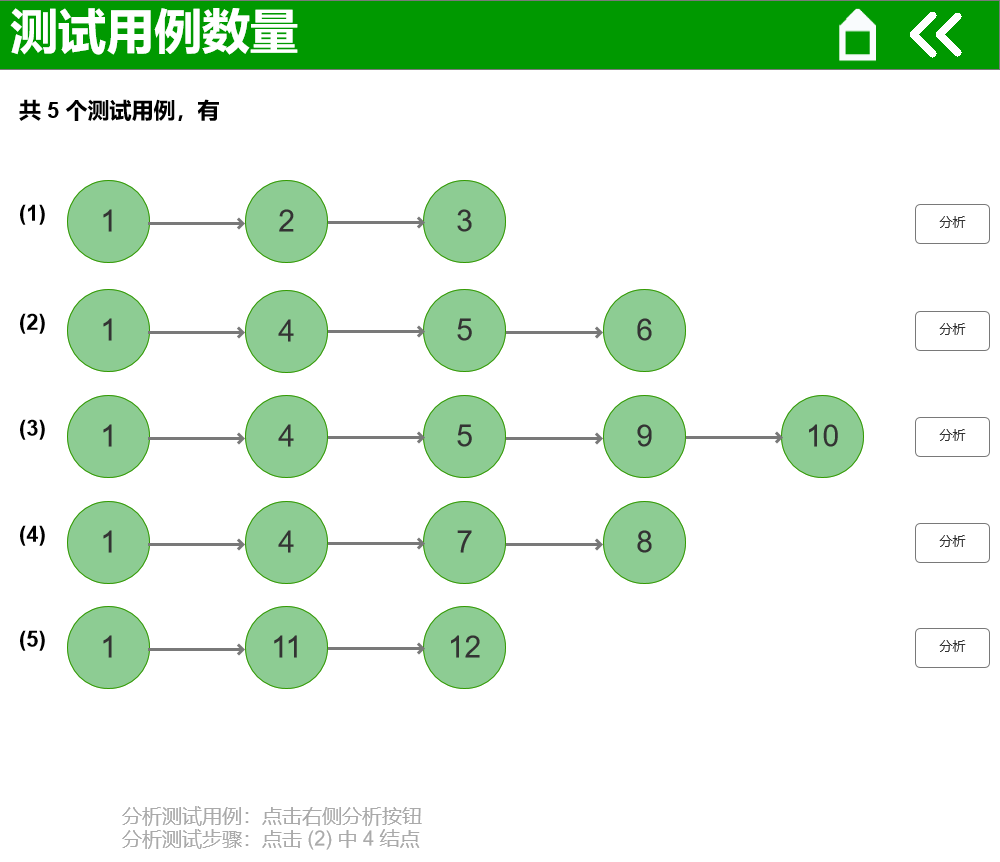 测试用例数量
共 5 个测试用例，有
(1) 1 2 3 分析
(2) 1 4 5 6 分析
(3) 1 4 5 9 10 分析
(4) 1 4 7 8 分析
(5) 1 11 12 分析
分析测试用例：点击右侧分析按钮
分析测试步骤：点击 (2) 中 4 结点